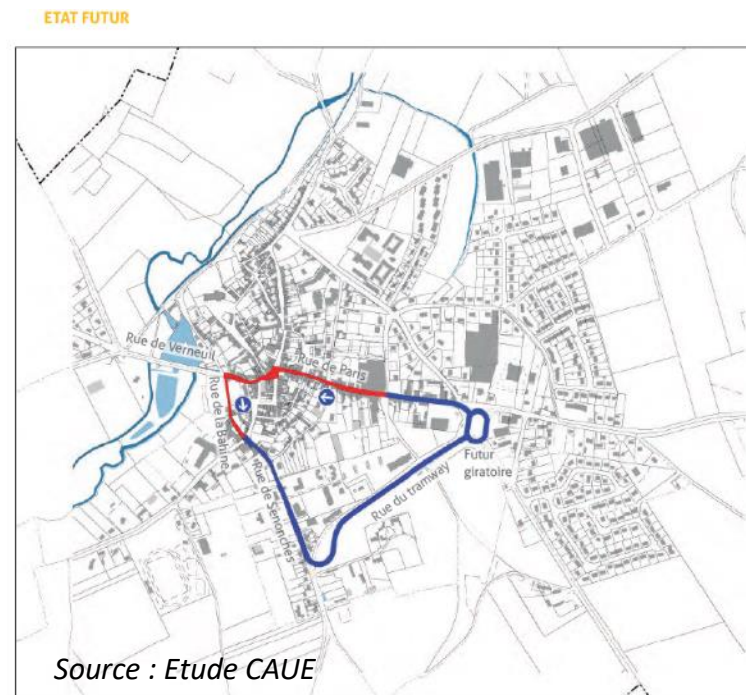 ETAT FUTUR
Rue de Verneuil
Rue de Paris
Rue de la Barline
Rue de Senonches
Rue du tramway
Futur
giratoire
Source : Etude CAUE